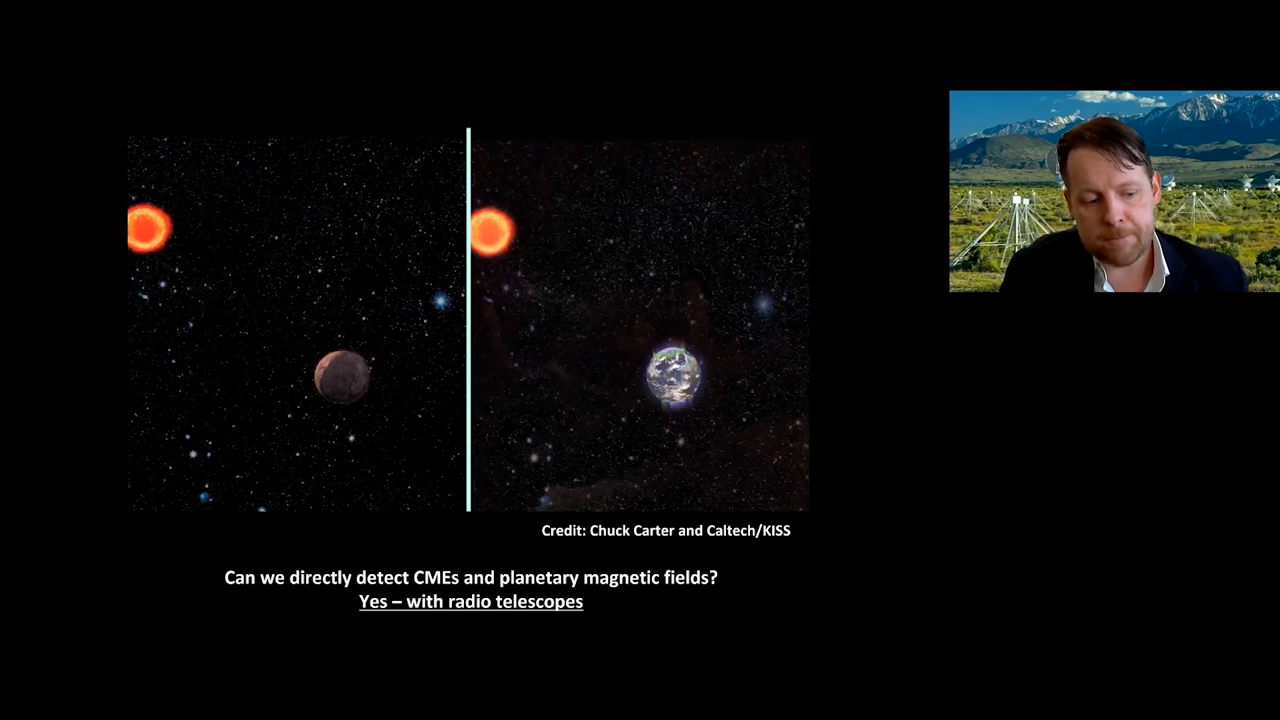 Credit: Chuck Carter and Caltech/KISS
Can we directly detect CMEs and planetary magnetic fields?
Yes – with radio telescopes